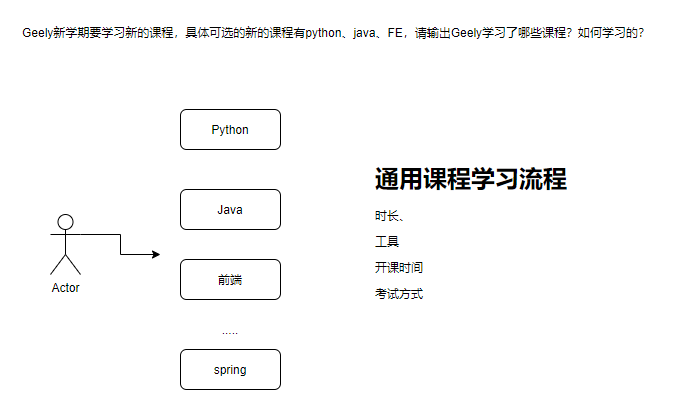 Geely新学期要学习新的课程，具体可选的新的课程有python、java、FE，请输出Geely学习了哪些课程？如何学习的？
Python
Java
前端
.....
spring
Actor
通用课程学习流程
时长、
工具
开课时间
考试方式